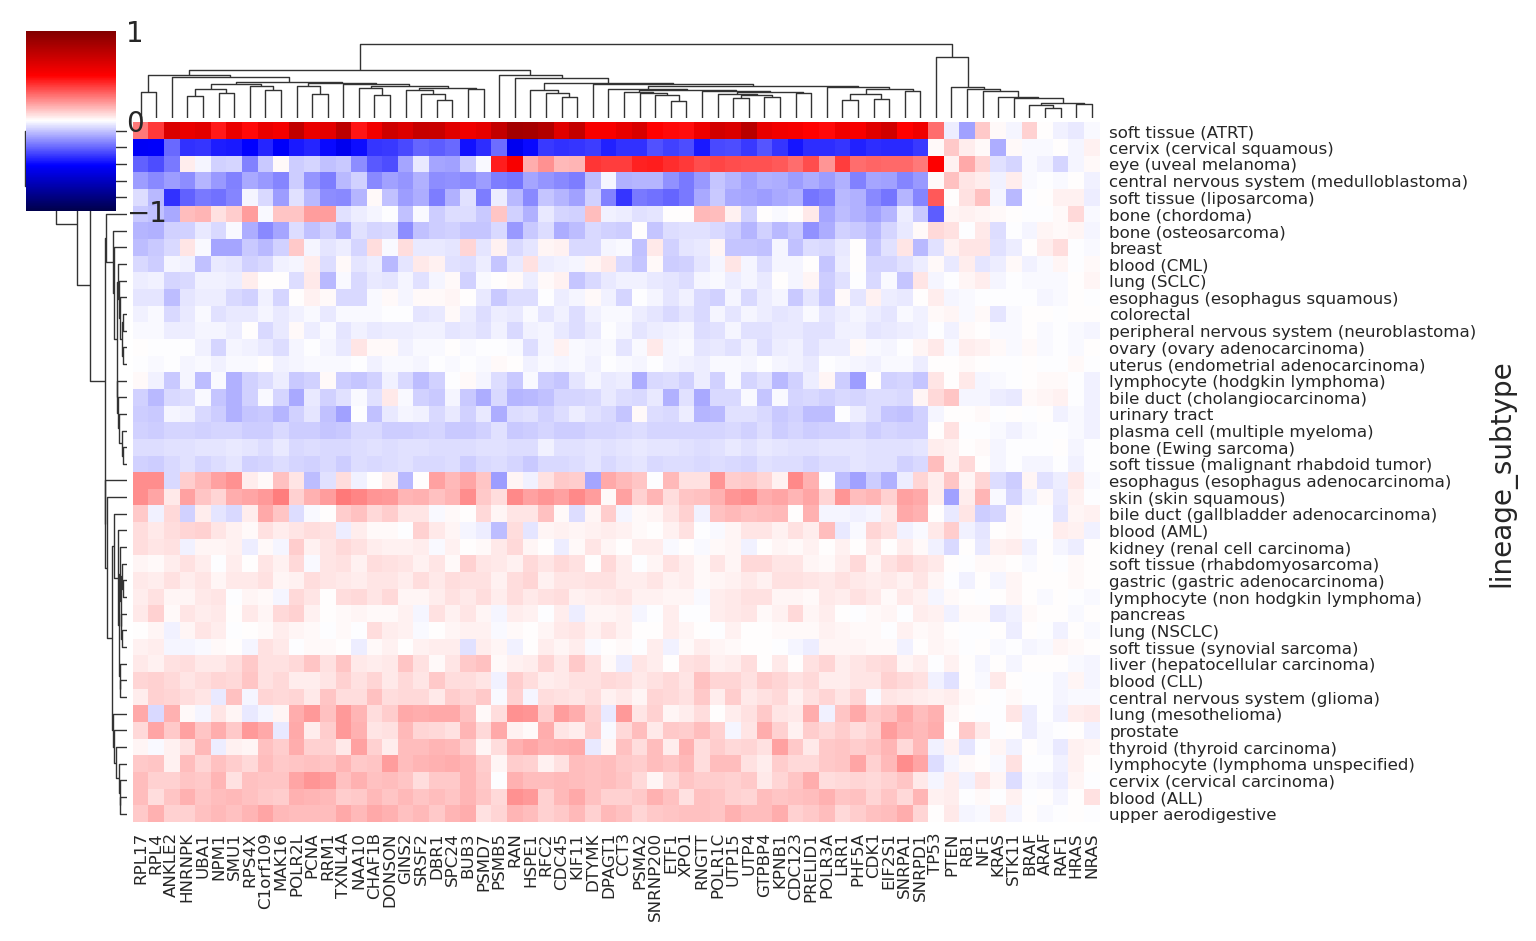 1
0
−1
soft tissue (ATRT)
cervix (cervical squamous)
eye (uveal melanoma)
central nervous system (medulloblastoma)
soft tissue (liposarcoma)
bone (chordoma)
bone (osteosarcoma)
breast
blood (CML)
lung (SCLC)
esophagus (esophagus squamous)
colorectal
peripheral nervous system (neuroblastoma)
ovary (ovary adenocarcinoma)
uterus (endometrial adenocarcinoma)
lymphocyte (hodgkin lymphoma)
bile duct (cholangiocarcinoma)
urinary tract
plasma cell (multiple myeloma)
bone (Ewing sarcoma)
soft tissue (malignant rhabdoid tumor)
esophagus (esophagus adenocarcinoma)
skin (skin squamous)
bile duct (gallbladder adenocarcinoma)
blood (AML)
kidney (renal cell carcinoma)
soft tissue (rhabdomyosarcoma)
gastric (gastric adenocarcinoma)
lymphocyte (non hodgkin lymphoma)
pancreas
lung (NSCLC)
soft tissue (synovial sarcoma)
liver (hepatocellular carcinoma)
blood (CLL)
central nervous system (glioma)
lung (mesothelioma)
prostate
thyroid (thyroid carcinoma)
lymphocyte (lymphoma unspecified)
cervix (cervical carcinoma)
blood (ALL)
upper aerodigestive
lineage_subtype
RPL17
RPL4
ANKLE2
HNRNPK
UBA1
NPM1
SMU1
RPS4X
C1orf109
MAK16
POLR2L
PCNA
RRM1
TXNL4A
NAA10
CHAF1B
DONSON
GINS2
SRSF2
DBR1
SPC24
BUB3
PSMD7
PSMB5
RAN
HSPE1
RFC2
CDC45
KIF11
DTYMK
DPAGT1
CCT3
PSMA2
SNRNP200
ETF1
XPO1
RNGTT
POLR1C
UTP15
UTP4
GTPBP4
KPNB1
CDC123
PRELID1
POLR3A
LRR1
PHF5A
CDK1
EIF2S1
SNRPA1
SNRPD1
TP53
PTEN
RB1
NF1
KRAS
STK11
BRAF
ARAF
RAF1
HRAS
NRAS